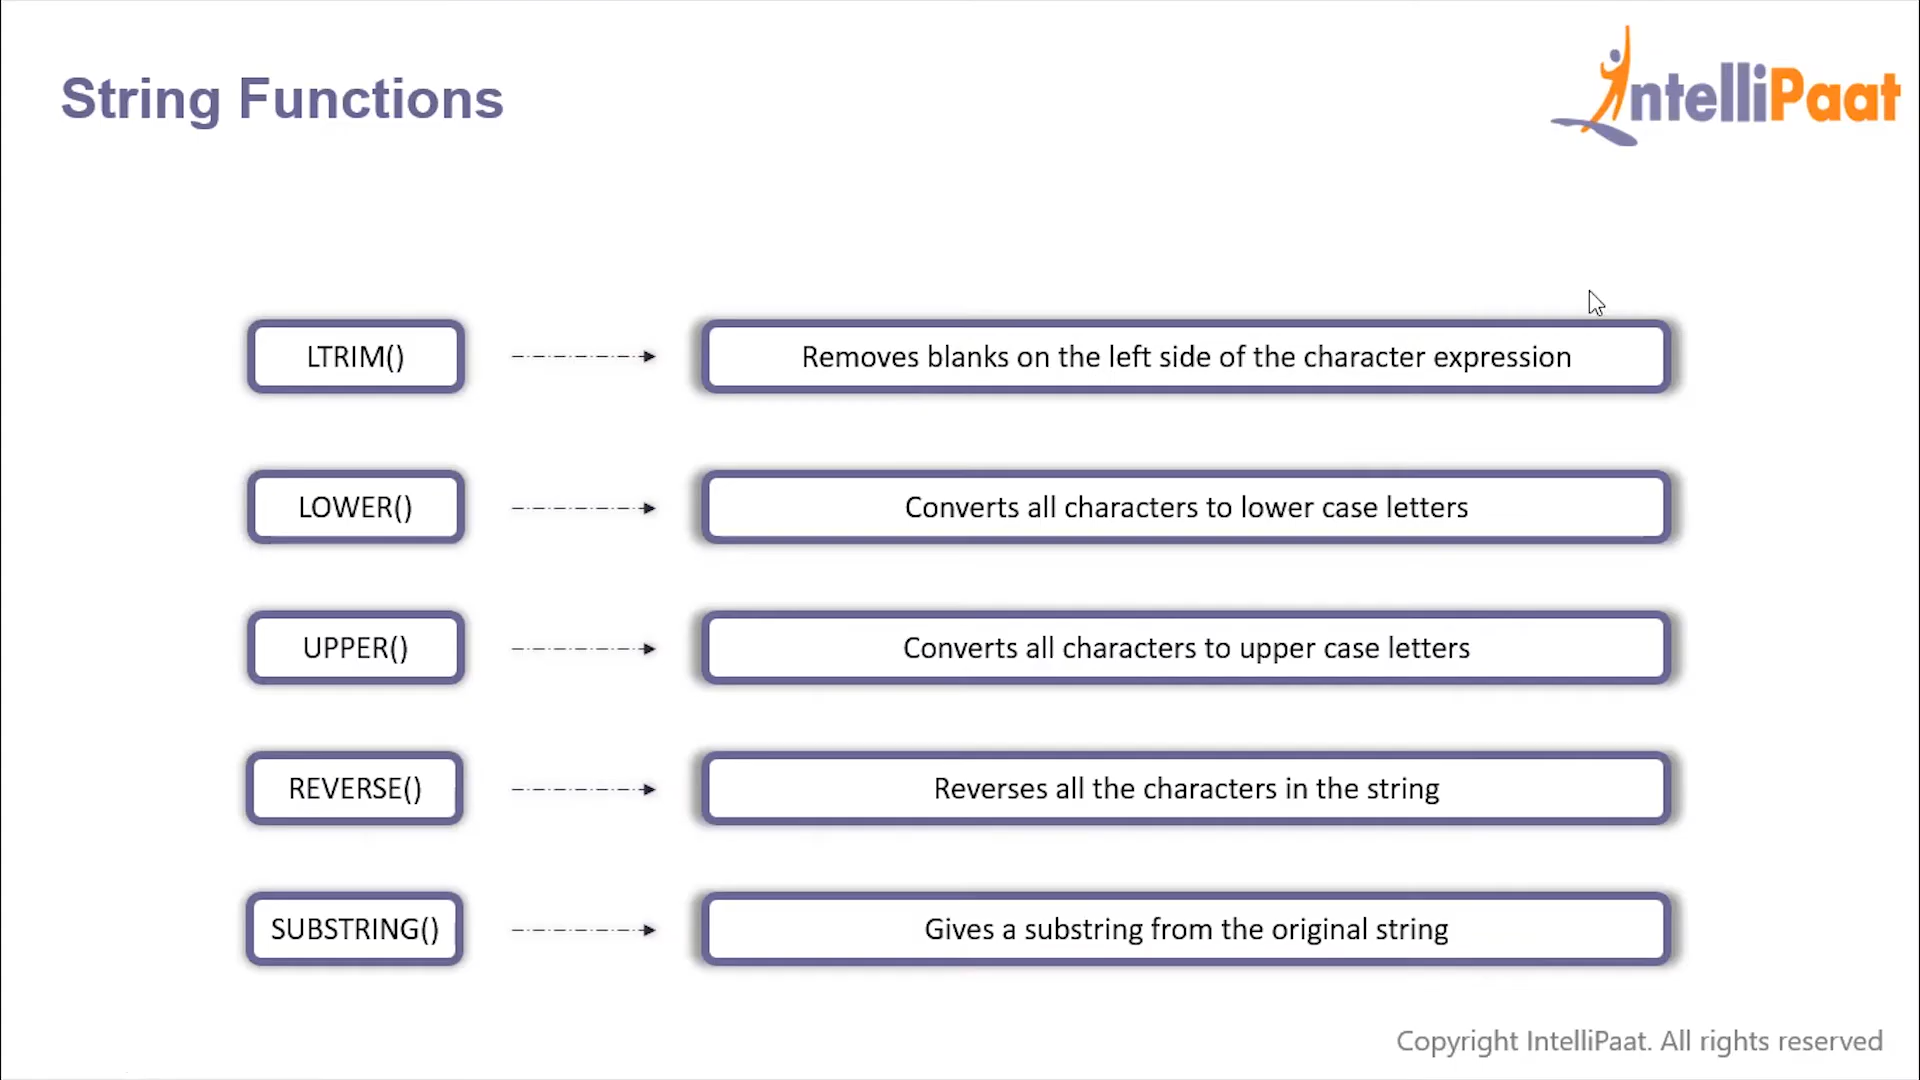 String Functions
IntelliPaat
LTRIM()
Removes blanks on the left side of the character expression
LOWER()
Converts all characters to lower case letters
UPPER()
Converts all characters to upper case letters
REVERSE()
Reverses all the characters in the string
SUBSTRING()
Gives a substring from the original string
Copyright IntelliPaat. All rights reserved